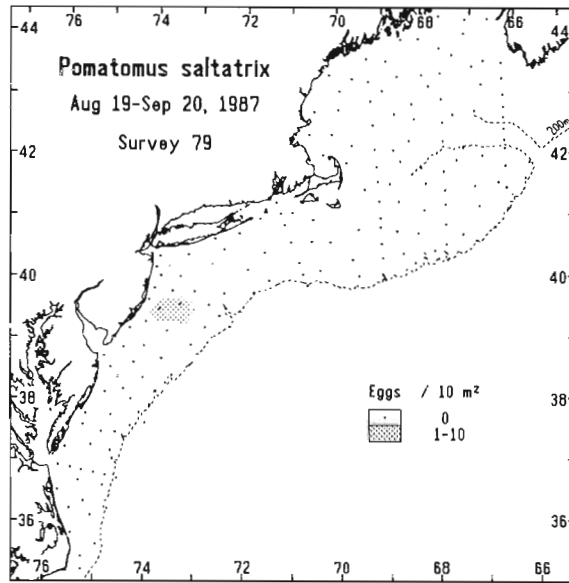 76 74 72 70 68 66
44 44
Pomatomus saltatrix
Aug 19-Sep 20, 1987
Survey 79
200m
42 42
40 40
Eggs / 10 m²
0
1-10
38 38
36 36
76 74 72 70 68 66